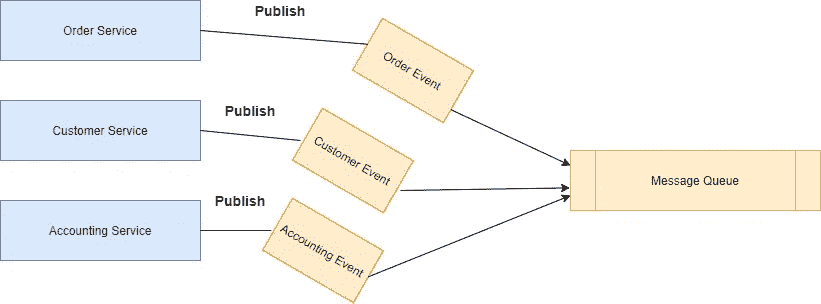 Publish
Order Service
Order Event
Publish
Customer Service
Customer Event
Message Queue
Publish
Accounting Service
Accounting Event